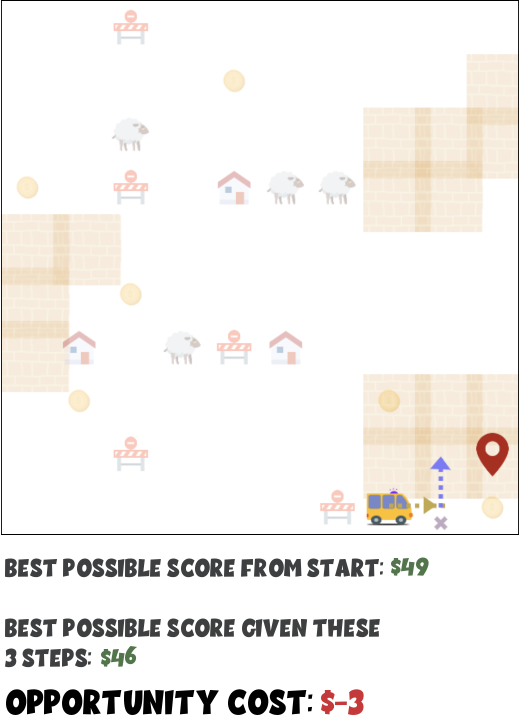 BEST POSSIBLE SCORE FROM START: $49
BEST POSSIBLE SCORE GIVEN THESE
3 STEPS: $46
OPPORTUNITY COST: $-3